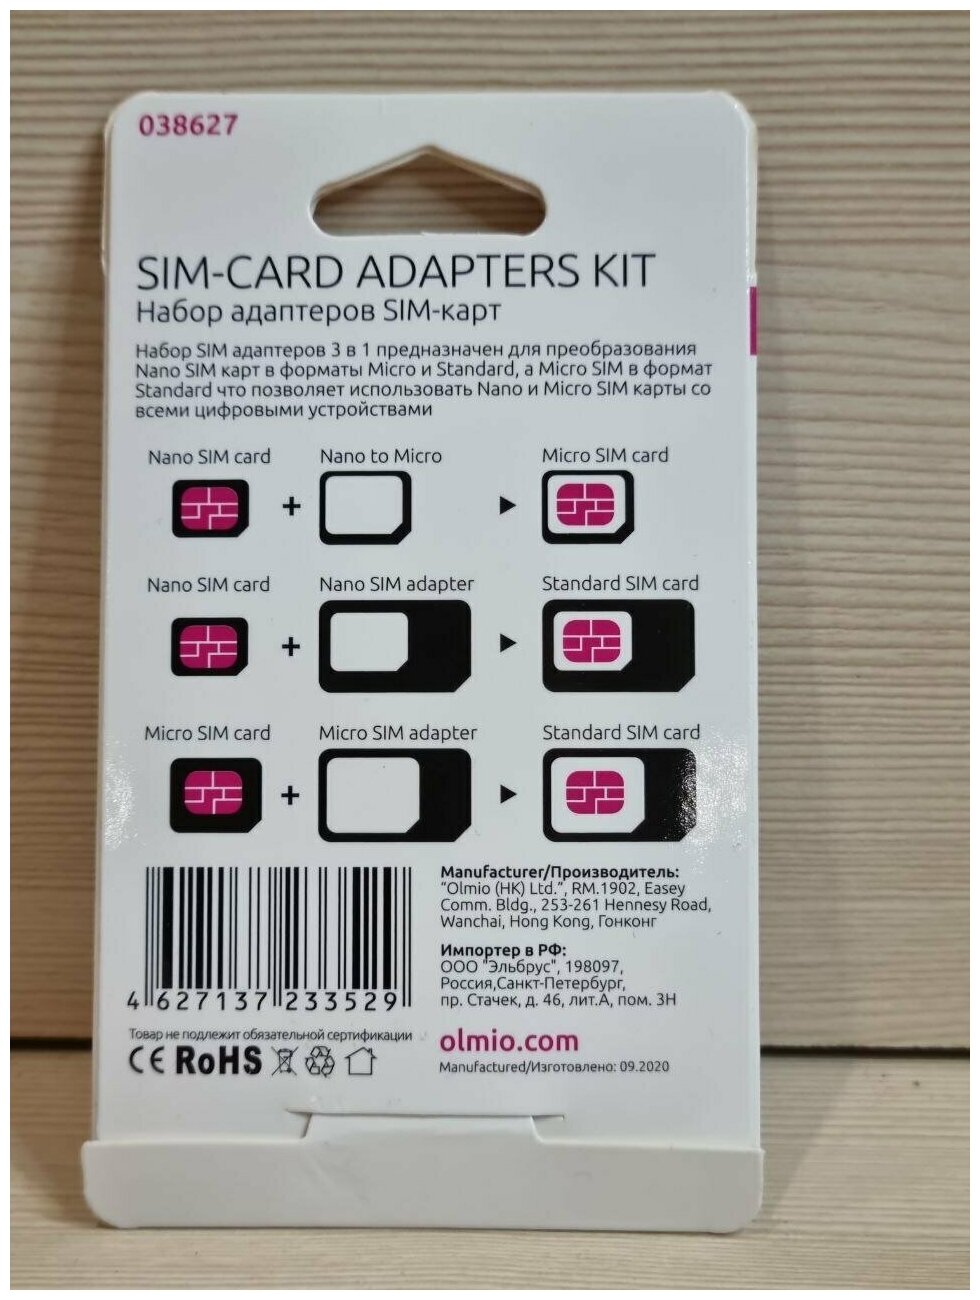 038627
SIM-CARD ADAPTERS KIT
Набор адаптеров SIM-карт
Набор SIM адаптеров 3 в 1 предназначен для преобразования
Nano SIM карт в форматы Micro и Standard, а Micro SIM в формат
Standard что позволяет использовать Nano и Micro SIM карты со
всеми цифровыми устройствами
Nano SIM card Nano to Micro Micro SIM card
+
Nano SIM card Nano SIM adapter Standard SIM card
+
Micro SIM card Micro SIM adapter Standard SIM card
+
Manufacturer/Производитель:
"Olmio (HK) Ltd.", RM.1902, Easey
Comm. Bldg., 253-261 Hennesy Road,
Wanchai, Hong Kong, Гонконг
Импортер в РФ:
ООО "Эльбрус", 198097,
Россия,Санкт-Петербург,
пр. Стачек, д. 46, лит.А, пом. 3Н
4 627137 233529
Товар не подлежит обязательной сертификации
CE RoHS
olmio.com
Manufactured/Изготовлено: 09.2020